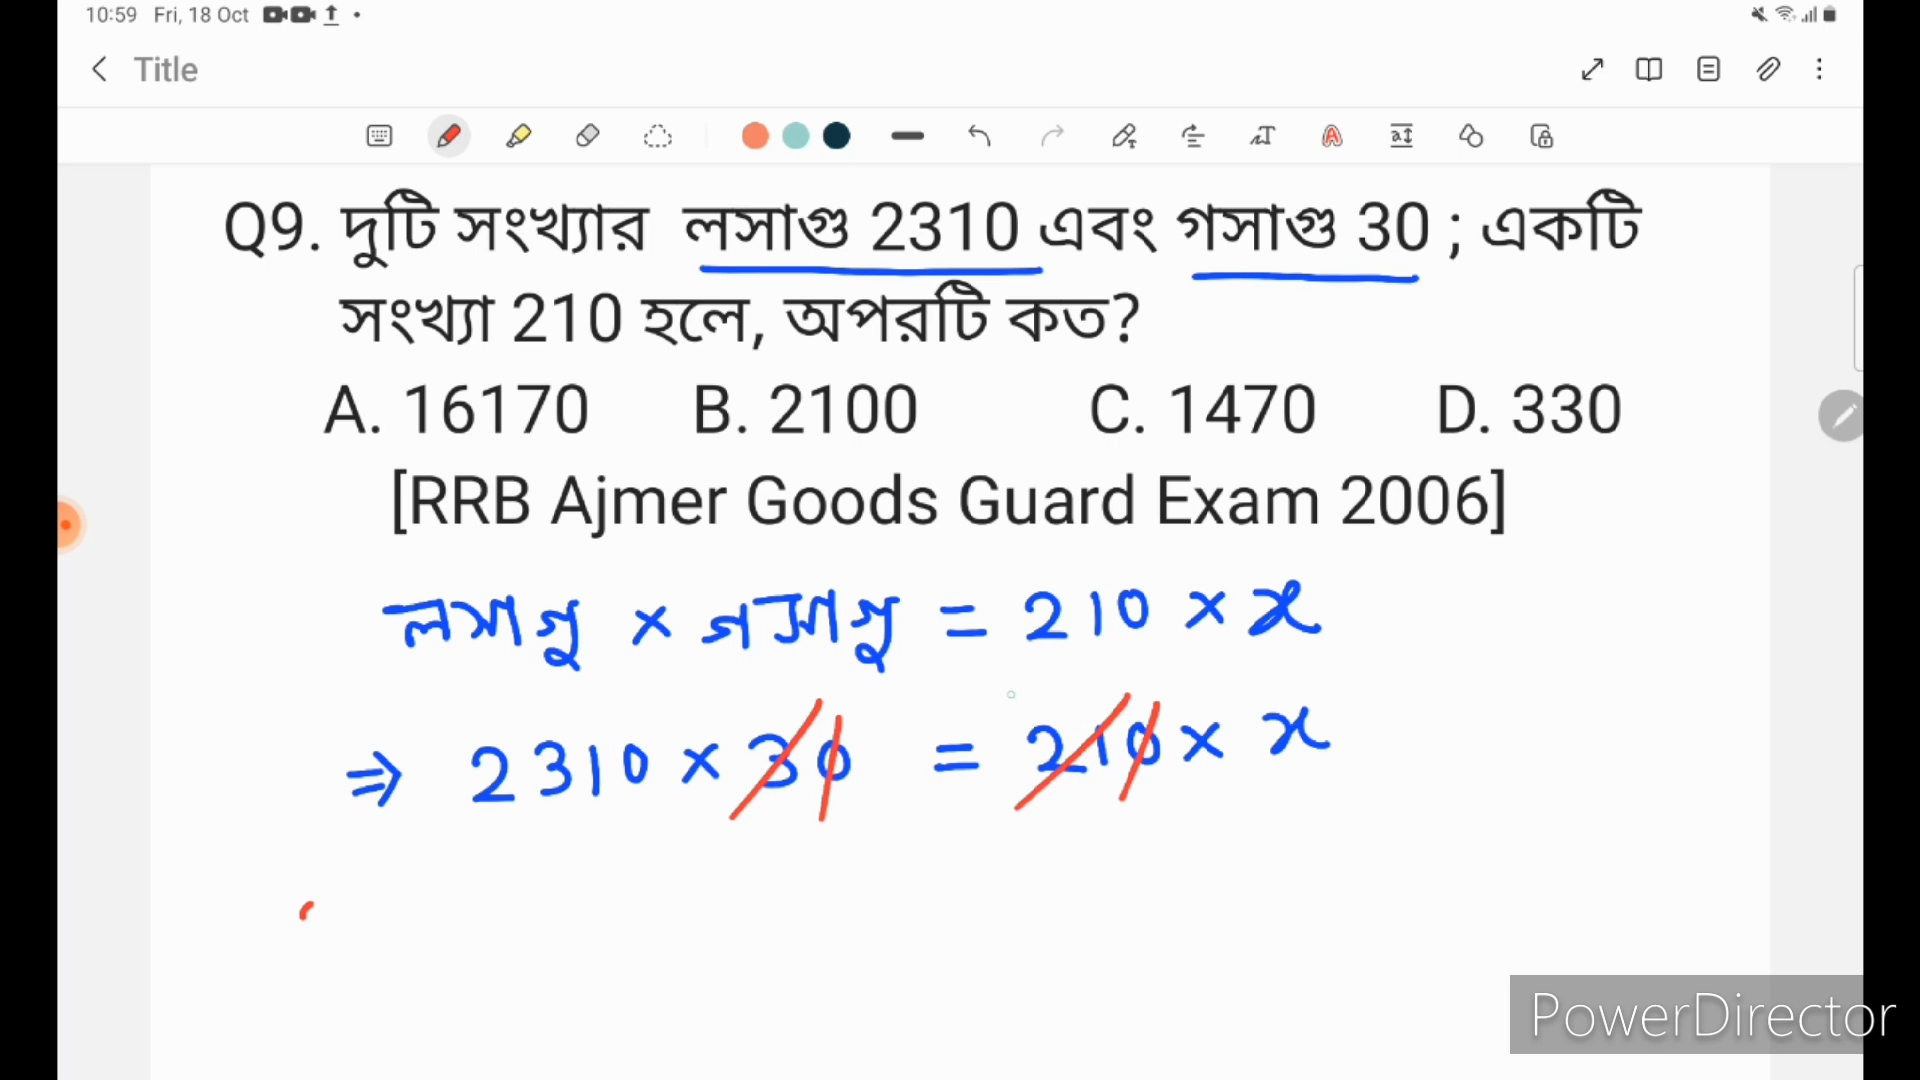 10:59 Fri, 18 Oct
Title
Q9. দুটি সংখ্যার লসাগু 2310 এবং গসাগু 30 ; একটি
সংখ্যা 210 হলে, অপরটি কত?
A. 16170 B. 2100 C. 1470 D. 330
[RRB Ajmer Goods Guard Exam 2006]
লসাগু × গসাগু = 210 × x
⇒ 2310 × 30 = 210 × x
PowerDirector